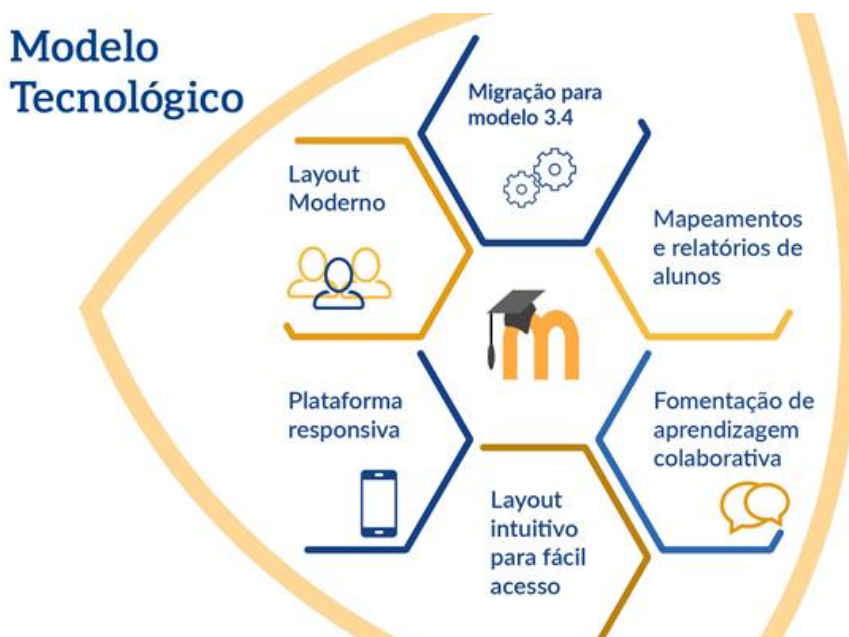 Modelo
Tecnológico
Migração para
modelo 3.4
Layout
Moderno
Mapeamentos
e relatórios de
alunos
m
Plataforma
responsiva
Fomentação de
aprendizagem
colaborativa
Layout
intuitivo
para fácil
acesso